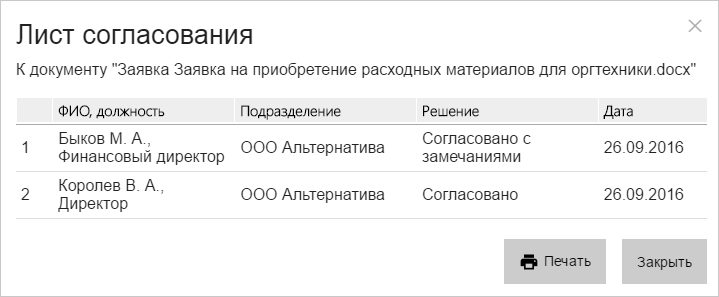 Лист согласования
К документу "Заявка Заявка на приобретение расходных материалов для оргтехники.docx"
ФИО, должность Подразделение Решение Дата
1 Быков М. А., Финансовый директор ООО Альтернатива Согласовано с замечаниями 26.09.2016
2 Королев В. А., Директор ООО Альтернатива Согласовано 26.09.2016
Печать Закрыть